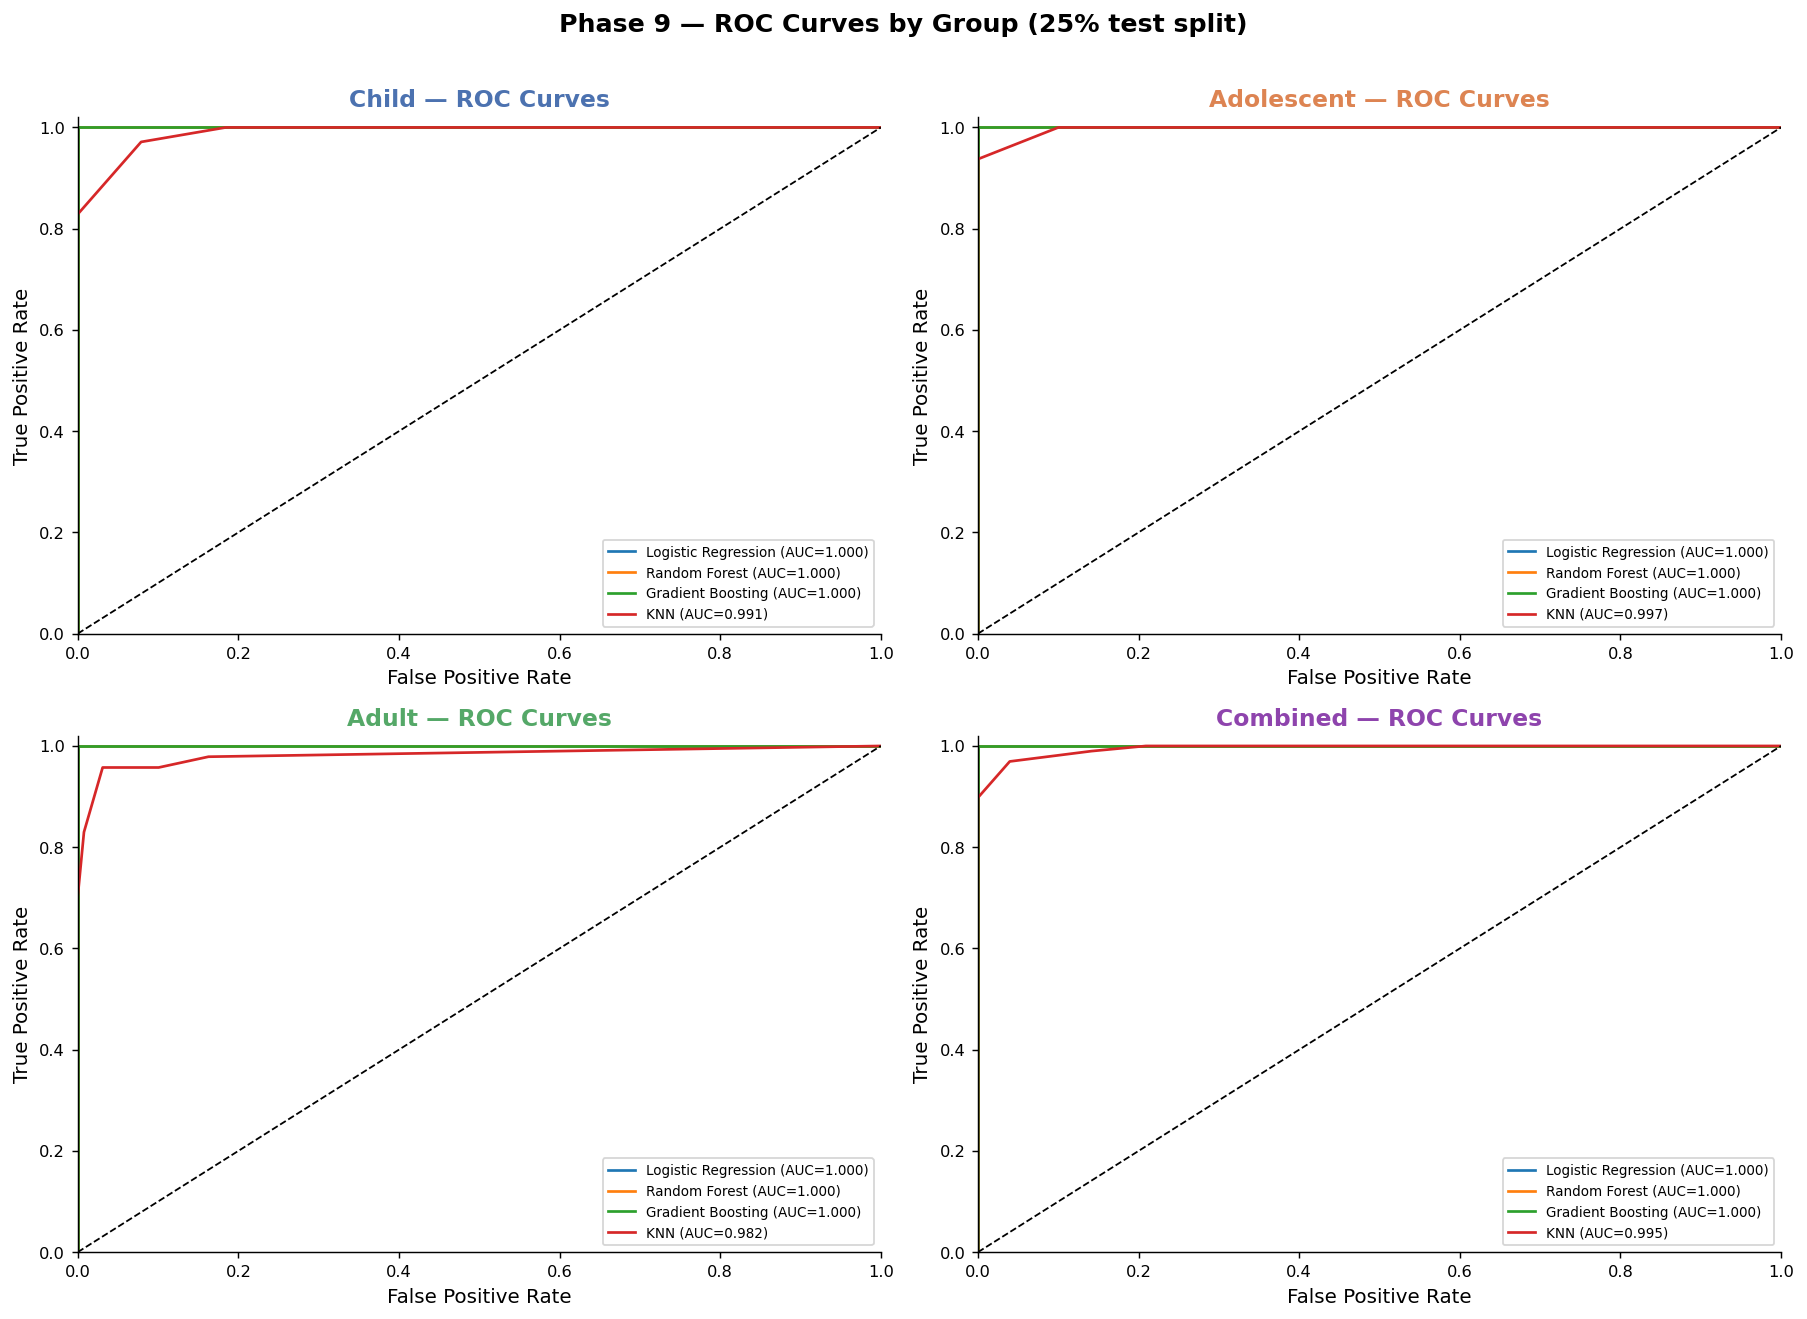 Phase 9 — ROC Curves by Group (25% test split)
Child — ROC Curves
True Positive Rate
1.0
0.8
0.6
0.4
0.2
0.0
0.0 0.2 0.4 0.6 0.8 1.0
False Positive Rate
Logistic Regression (AUC=1.000)
Random Forest (AUC=1.000)
Gradient Boosting (AUC=1.000)
KNN (AUC=0.991)
Adolescent — ROC Curves
True Positive Rate
1.0
0.8
0.6
0.4
0.2
0.0
0.0 0.2 0.4 0.6 0.8 1.0
False Positive Rate
Logistic Regression (AUC=1.000)
Random Forest (AUC=1.000)
Gradient Boosting (AUC=1.000)
KNN (AUC=0.997)
Adult — ROC Curves
True Positive Rate
1.0
0.8
0.6
0.4
0.2
0.0
0.0 0.2 0.4 0.6 0.8 1.0
False Positive Rate
Logistic Regression (AUC=1.000)
Random Forest (AUC=1.000)
Gradient Boosting (AUC=1.000)
KNN (AUC=0.982)
Combined — ROC Curves
True Positive Rate
1.0
0.8
0.6
0.4
0.2
0.0
0.0 0.2 0.4 0.6 0.8 1.0
False Positive Rate
Logistic Regression (AUC=1.000)
Random Forest (AUC=1.000)
Gradient Boosting (AUC=1.000)
KNN (AUC=0.995)